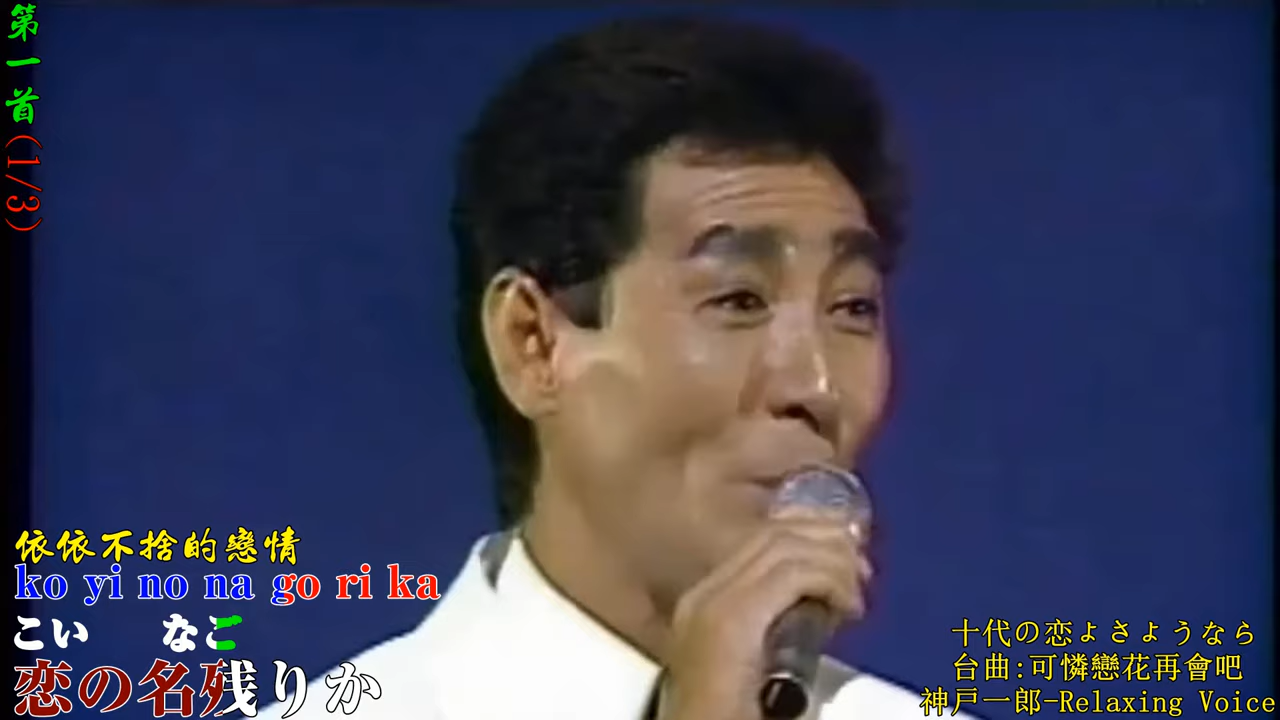 第一首(1/3)
依依不捨的戀情
ko yi no na go ri ka
こい なご
恋の名残りか
十代の恋よさようなら
台曲:可憐戀花再會吧
神戸一郎-Relaxing Voice